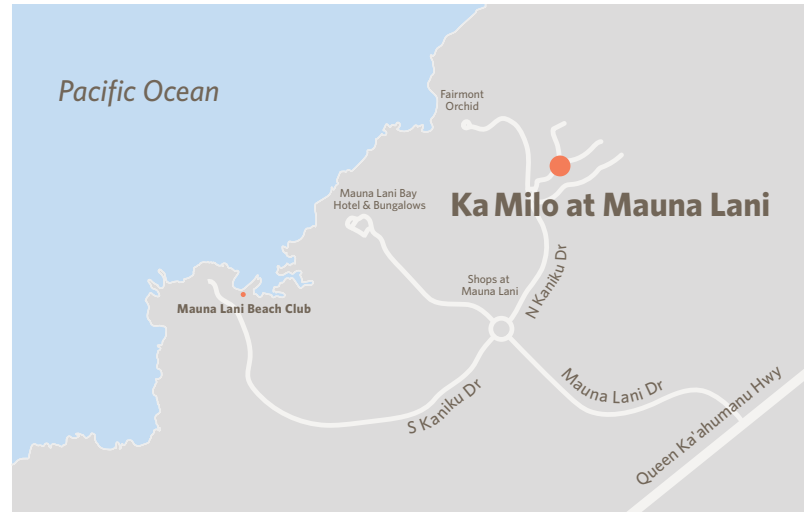 Pacific Ocean
Fairmont
Orchid
Mauna Lani Bay
Hotel & Bungalows
Ka Milo at Mauna Lani
Shops at
Mauna Lani
N Kaniku Dr
Mauna Lani Beach Club
S Kaniku Dr
Mauna Lani Dr
Queen Ka'ahumanu Hwy